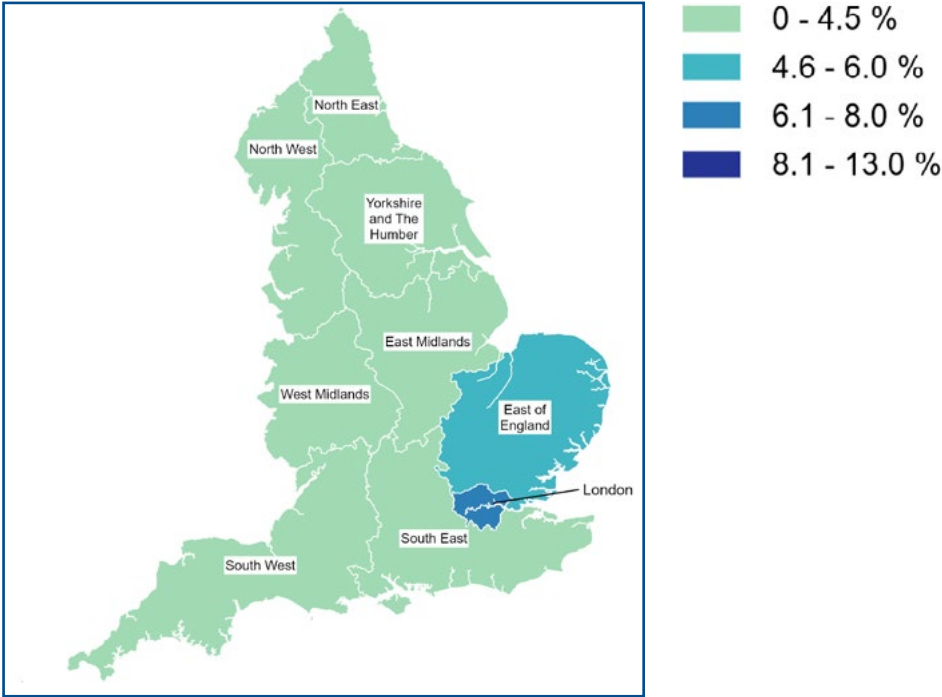 0 - 4.5 %
4.6 - 6.0 %
6.1 - 8.0 %
8.1 - 13.0 %
North East
North West
Yorkshire
and The
Humber
East Midlands
West Midlands
East of
England
London
South East
South West